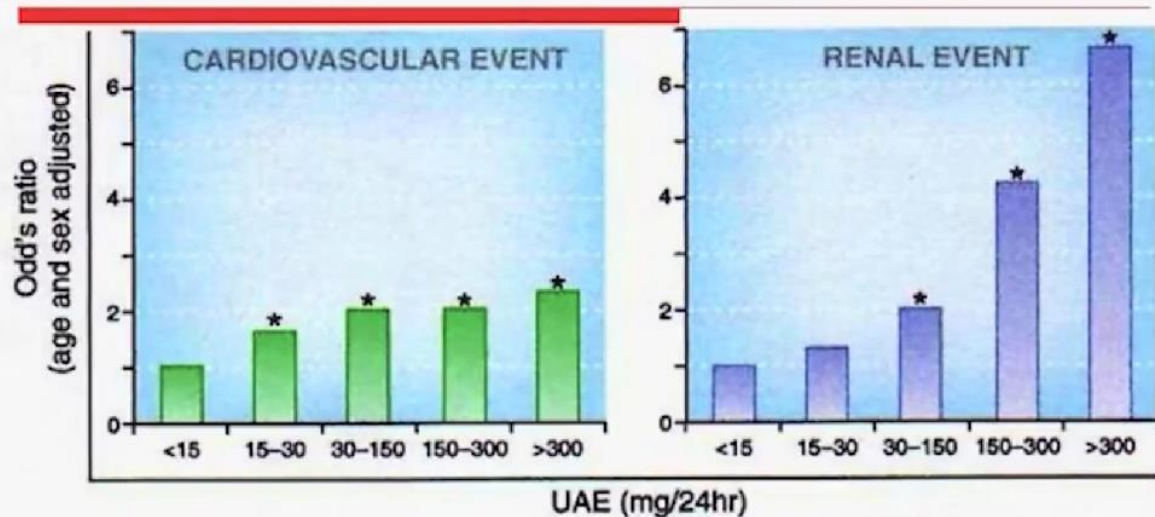 CARDIOVASCULAR EVENT
Odd's ratio
(age and sex adjusted)
6
4
2
0
<15 15–30 30–150 150–300 >300
* * * *
RENAL EVENT
6
4
2
0
<15 15–30 30–150 150–300 >300
* * *
UAE (mg/24hr)